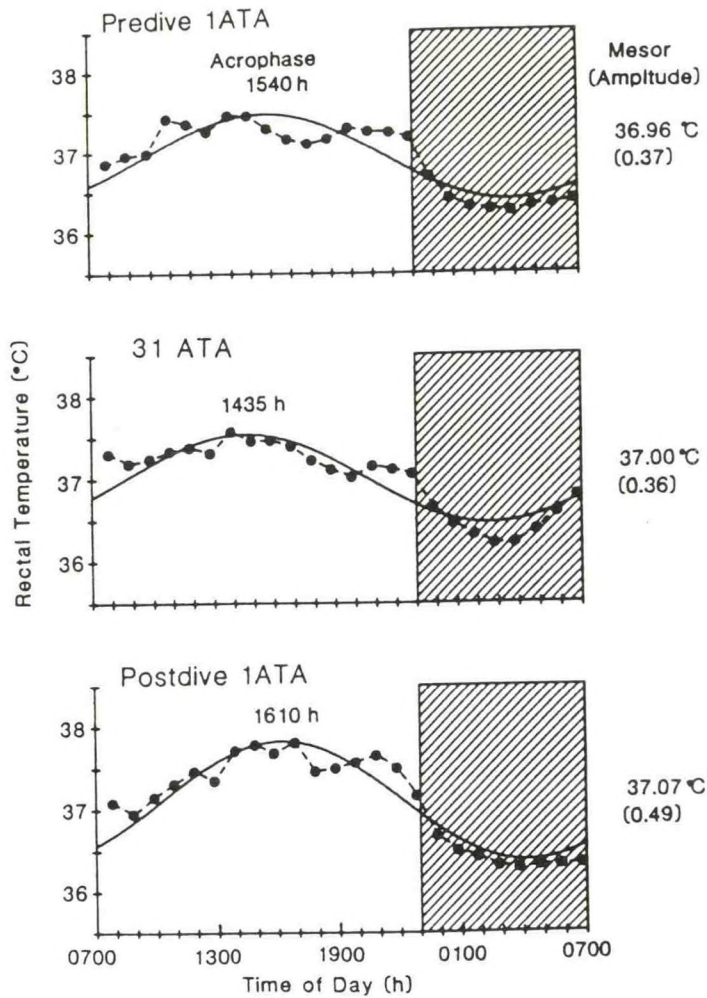 Predive 1ATA
Acrophase
1540 h
Mesor
(Ampltude)
38
37
36
36.96 °C
(0.37)
31 ATA
1435 h
38
37
36
37.00 °C
(0.36)
Rectal Temperature (°C)
Postdive 1ATA
1610 h
38
37
36
37.07 °C
(0.49)
0700 1300 1900 0100 0700
Time of Day (h)